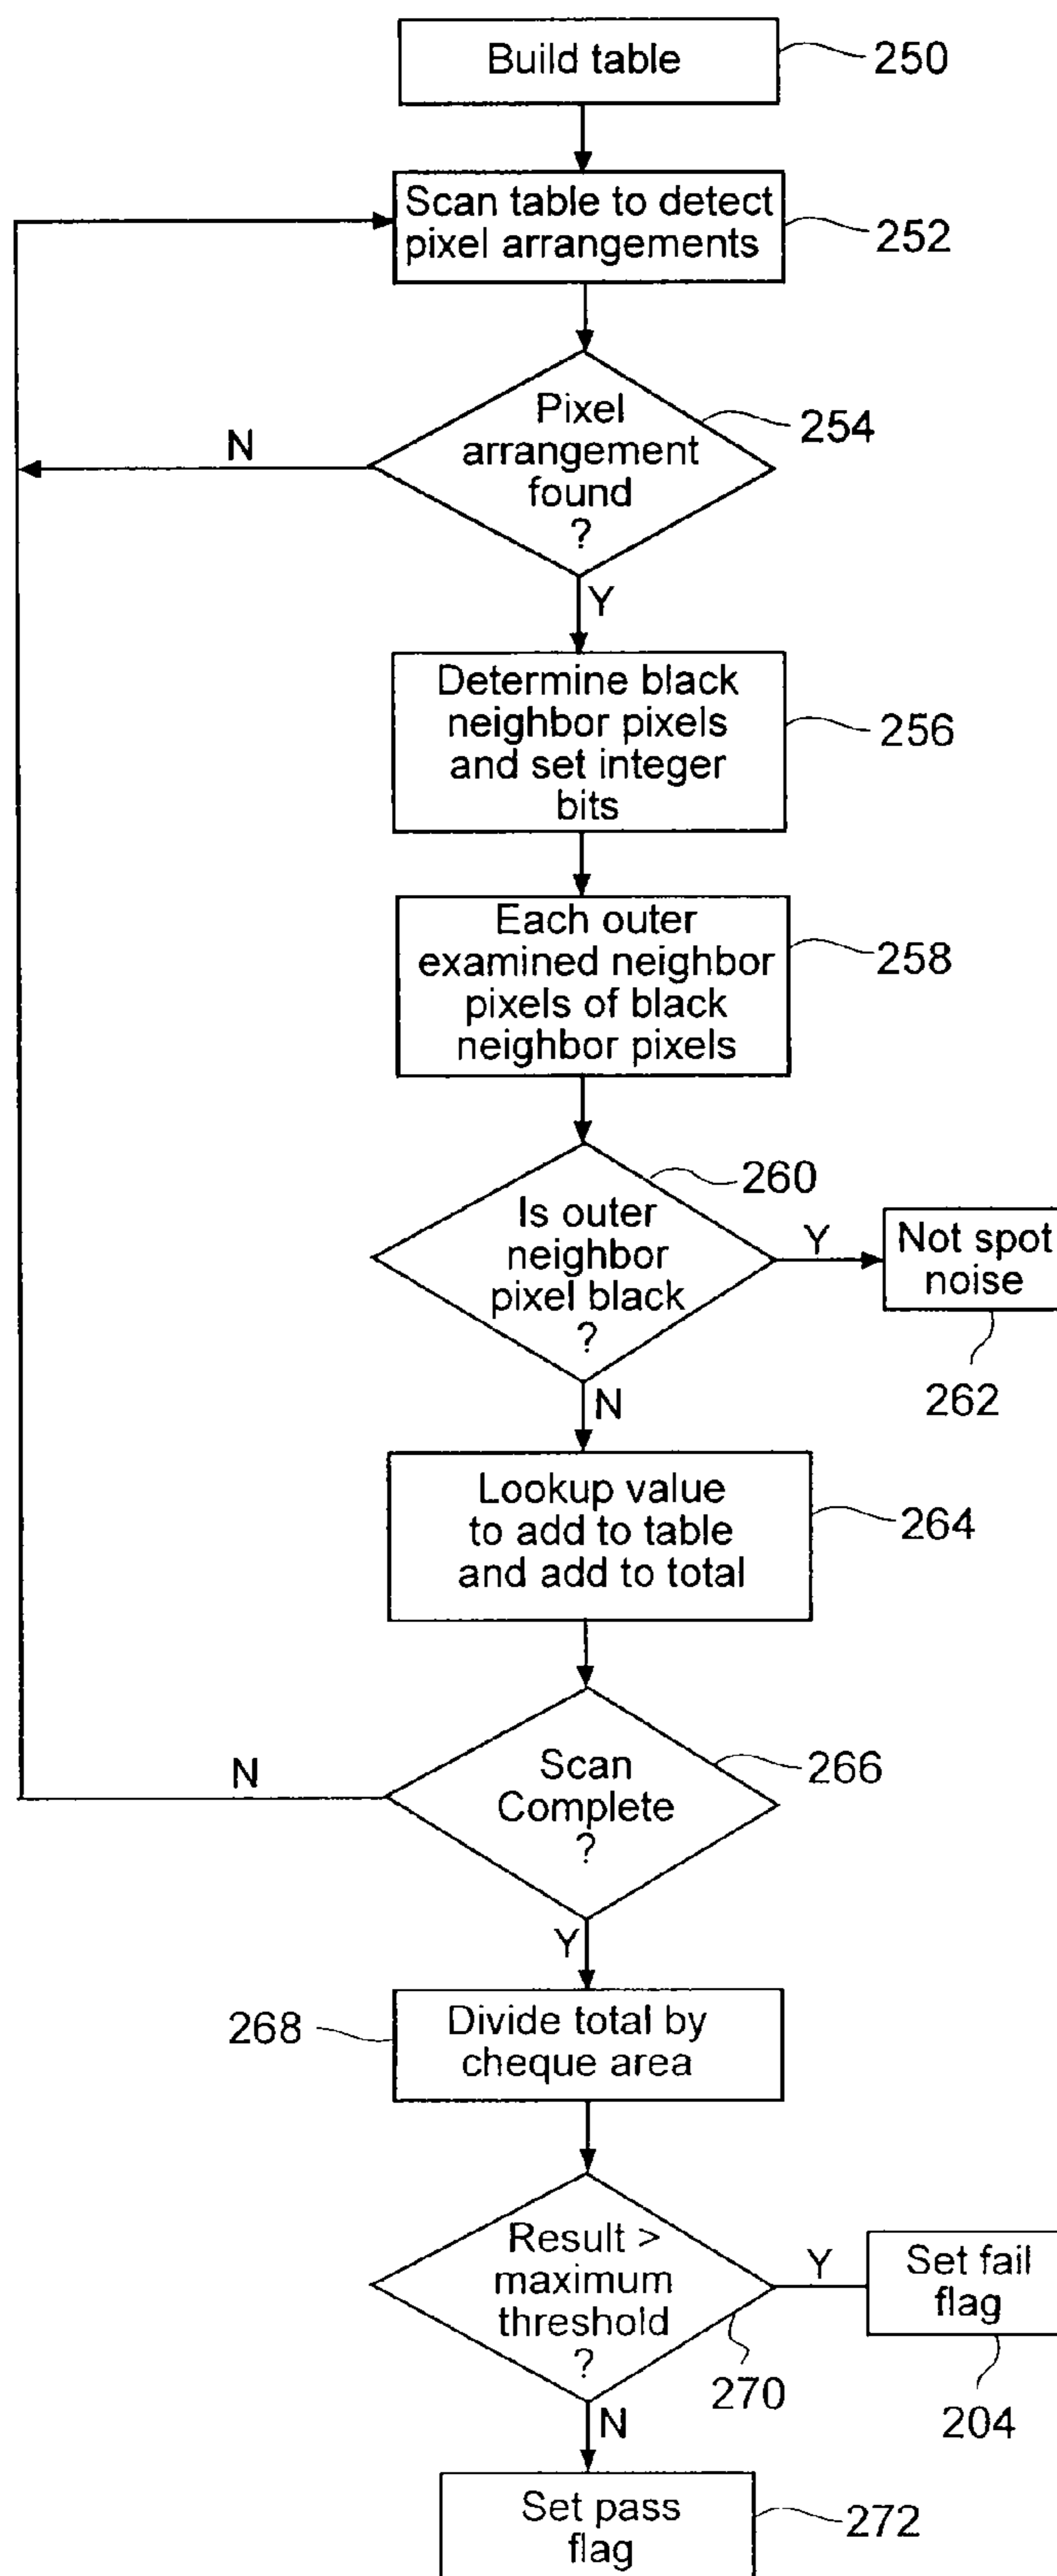 Build table
250
Scan table to detect
pixel arrangements
252
Pixel
arrangement
found
?
254
N
Y
Determine black
neighbor pixels
and set integer
bits
256
Each outer
examined neighbor
pixels of black
neighbor pixels
258
Is outer
neighbor
pixel black
?
260
Y
Not spot
noise
262
N
Lookup value
to add to table
and add to total
264
Scan
Complete
?
266
N
Y
Divide total by
cheque area
268
Result >
maximum
threshold
?
270
Y
Set fail
flag
204
N
Set pass
flag
272